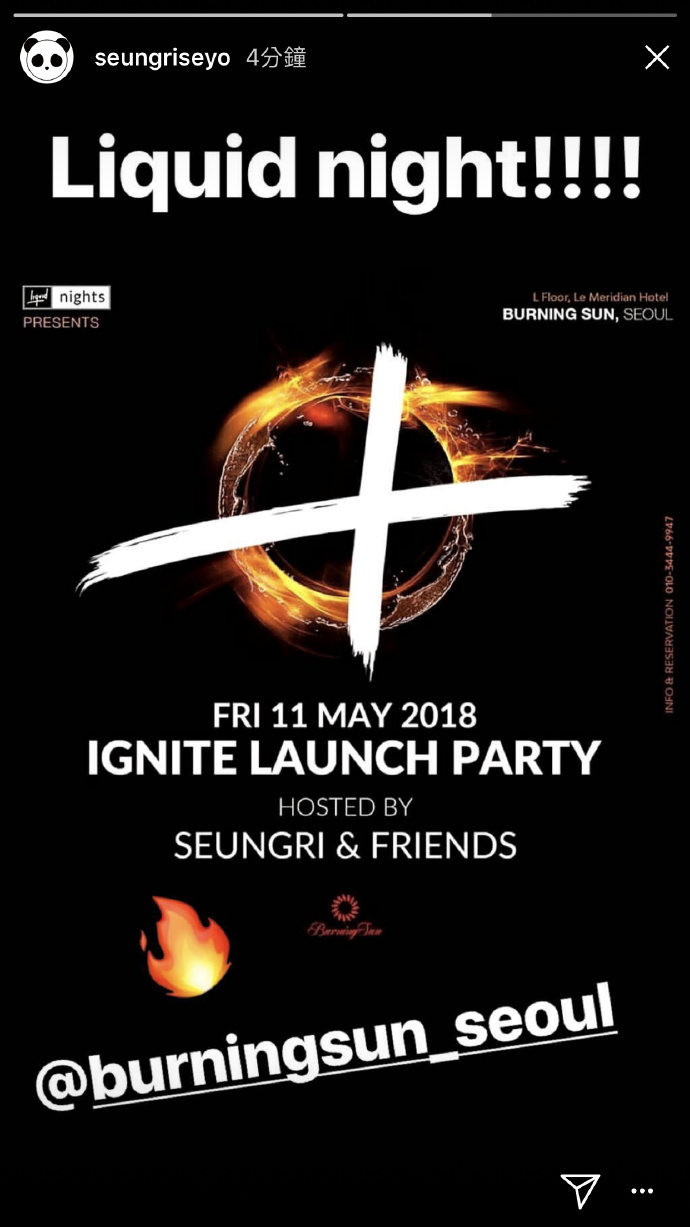 seungriseyo 4分鐘
Liquid night!!!!
liquid nights
PRESENTS
L Floor, Le Meridian Hotel
BURNING SUN, SEOUL
INFO & RESERVATION 010-3444-9947
FRI 11 MAY 2018
IGNITE LAUNCH PARTY
HOSTED BY
SEUNGRI & FRIENDS
BurningSun
@burningsun_seoul